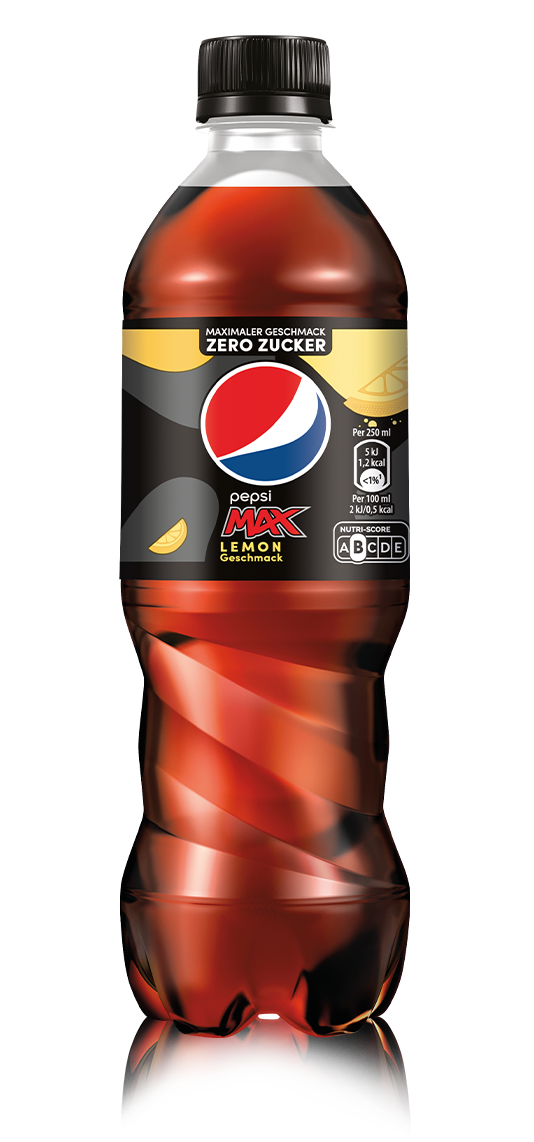 MAXIMALER GESCHMACK
ZERO ZUCKER
pepsi
MAX
LEMON
Geschmack
Per 250 ml
5 kJ
1,2 kcal
<1%¹
Per 100 ml
2 kJ/0,5 kcal
NUTRI-SCORE
A B C D E